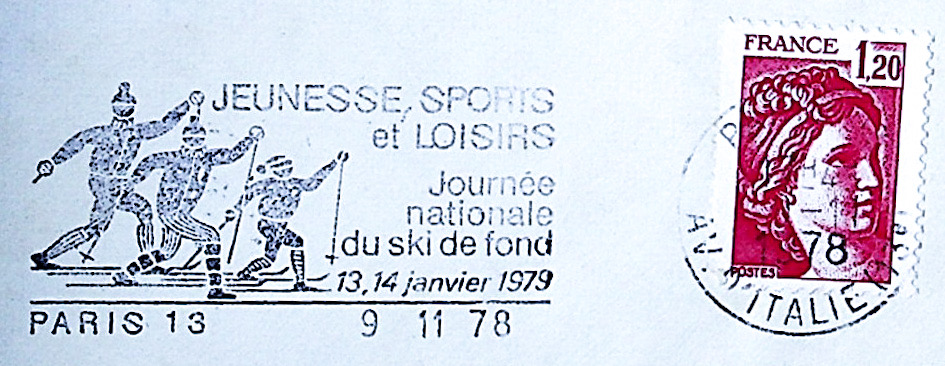 JEUNESSE, SPORTS
et LOISIRS
Journée
nationale
du ski de fond
13,14 janvier 1979
PARIS 13
9 11 78
FRANCE 1,20
POSTES
78
ITALIE